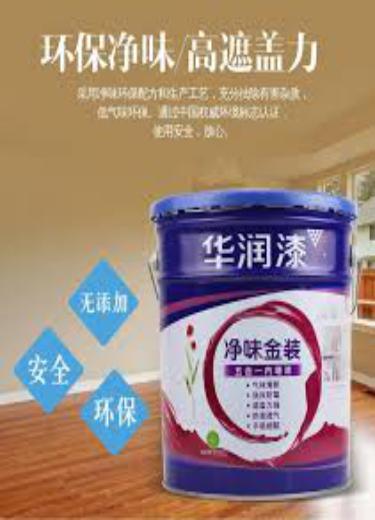 环保净味/高遮盖力
采用净味环保配方和生产工艺，充分祛除有害杂质，
低气味环保。通过中国权威环境标志认证
使用安全，放心。
华润漆
无添加
安全
环保
净味金装
五合一内墙漆